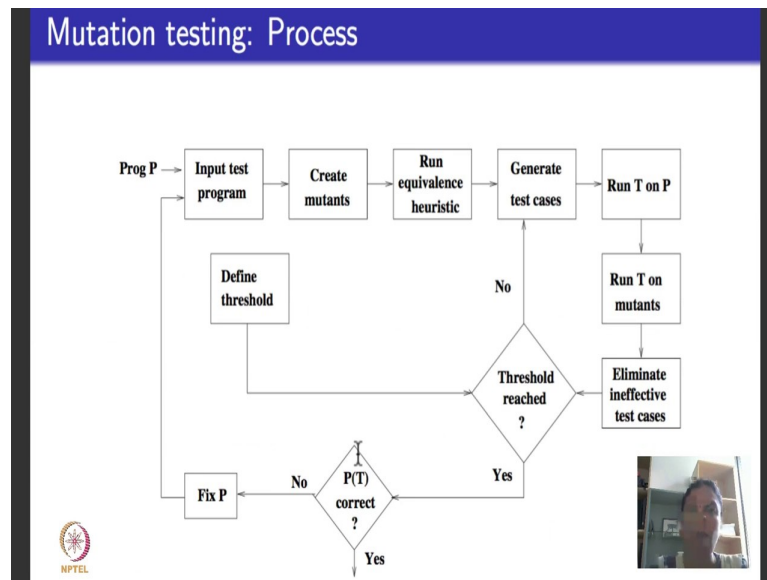 Mutation testing: Process
Prog P
Input test
program
Create
mutants
Run
equivalence
heuristic
Generate
test cases
Run T on P
Define
threshold
No
Run T on
mutants
Threshold
reached
?
Eliminate
ineffective
test cases
Yes
Fix P
No
P(T)
correct
?
Yes
NPTEL